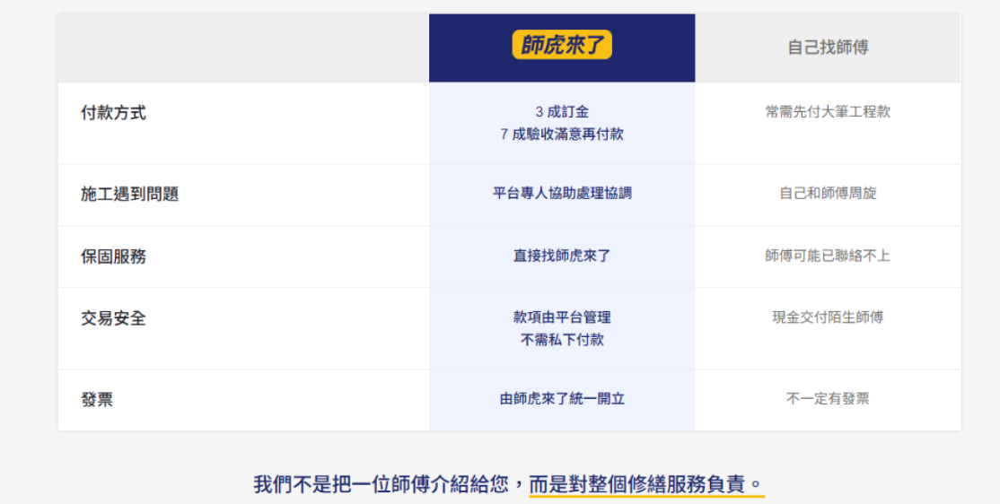 師虎來了
自己找師傅
付款方式
3 成訂金
7 成驗收滿意再付款
常需先付大筆工程款
施工遇到問題
平台專人協助處理協調
自己和師傅周旋
保固服務
直接找師虎來了
師傅可能已聯絡不上
交易安全
款項由平台管理
不需私下付款
現金交付陌生師傅
發票
由師虎來了統一開立
不一定有發票
我們不是把一位師傅介紹給您，而是對整個修繕服務負責。